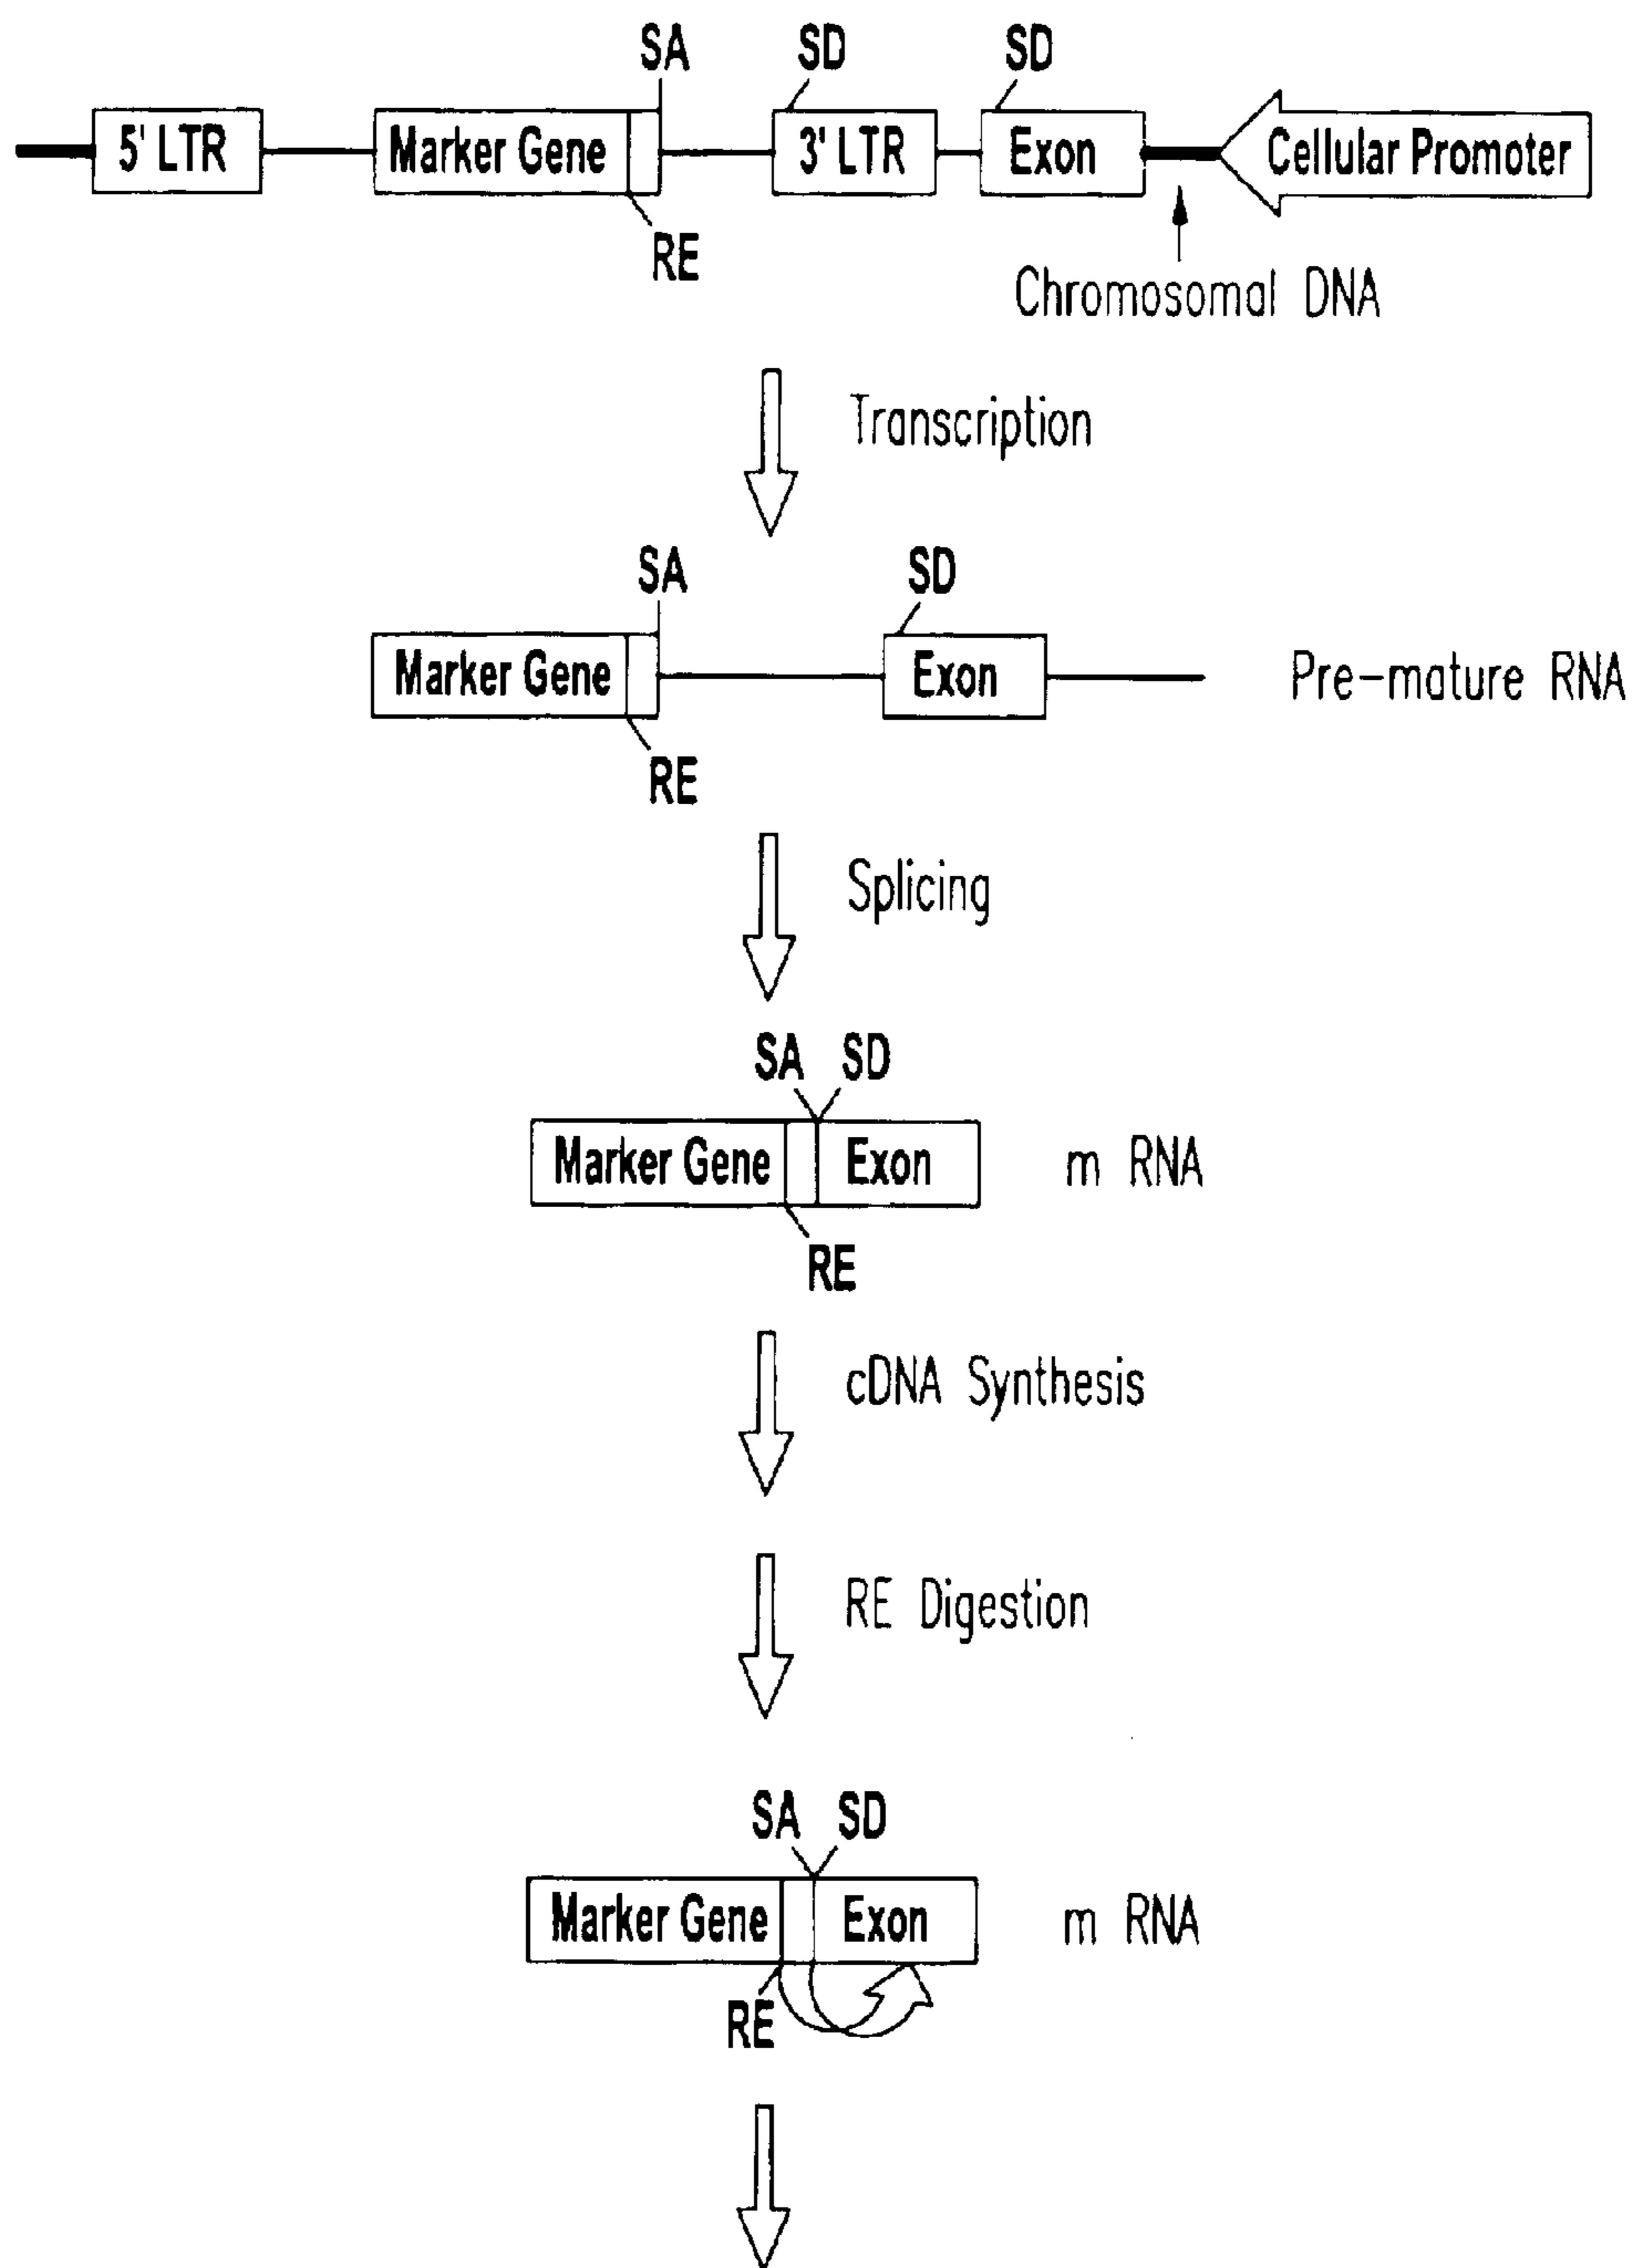 SA
SD
SD
5' LTR
Marker Gene
3' LTR
Exon
Cellular Promoter
RE
Chromosomal DNA
Transcription
SA
SD
Marker Gene
Exon
Pre-mature RNA
RE
Splicing
SA SD
Marker Gene
Exon
m RNA
RE
cDNA Synthesis
RE Digestion
SA SD
Marker Gene
Exon
m RNA
RE